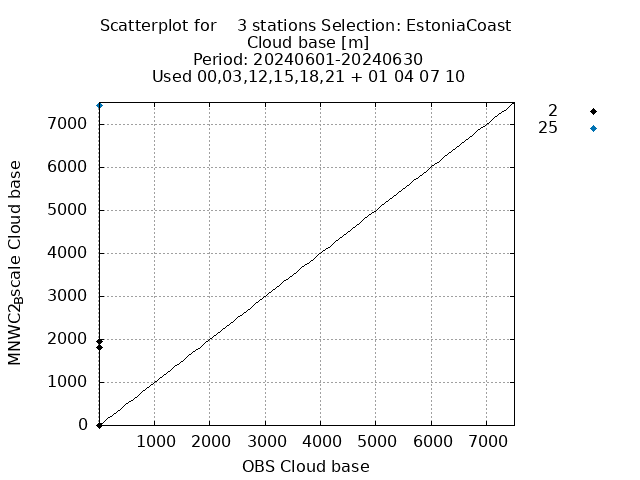 Scatterplot for    3 stations Selection: EstoniaCoast
Cloud base [m]
Period: 20240601-20240630
Used 00,03,12,15,18,21 + 01 04 07 10
2
25
7000
6000
5000
4000
3000
2000
1000
0
MNWC2Bscale Cloud base
1000 2000 3000 4000 5000 6000 7000
OBS Cloud base